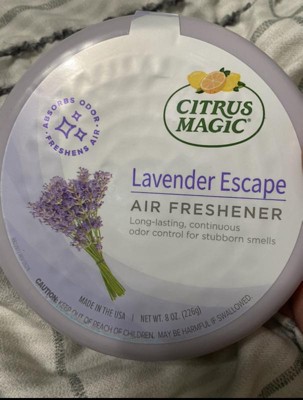 ABSORBS ODOR •
FRESHENS AIR •
CITRUS
MAGIC®
Lavender Escape
AIR FRESHENER
Long-lasting, continuous
odor control for stubborn smells
MADE IN THE USA | NET WT. 8 OZ. (226g)
CAUTION: KEEP OUT OF REACH OF CHILDREN. MAY BE HARMFUL IF SWALLOWED.